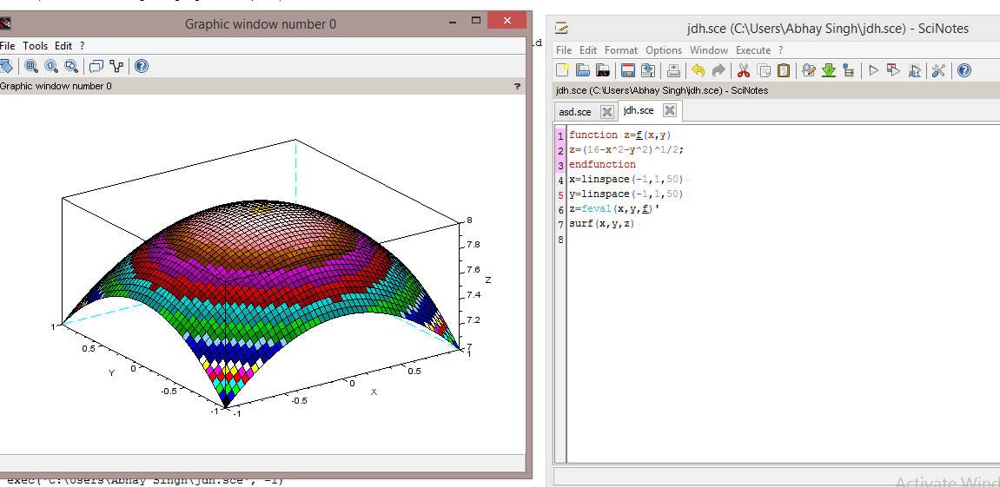 Graphic window number 0
File Tools Edit ?
Graphic window number 0
?
8
7.8
7.6
Z
7.4
7.2
7
1
0.5
Y
0
-0.5
-1
-1
-0.5
0
X
0.5
1
exec('C:\Users\Abhay Singh\jdh.sce', -1)
jdh.sce (C:\Users\Abhay Singh\jdh.sce) - SciNotes
File Edit Format Options Window Execute ?
jdh.sce (C:\Users\Abhay Singh\jdh.sce) - SciNotes
asd.sce jdh.sce
1 function z=f(x,y)
2 z=(16-x^2-y^2)^1/2;
3 endfunction
4 x=linspace(-1,1,50)
5 y=linspace(-1,1,50)
6 z=feval(x,y,f)'
7 surf(x,y,z)
8
Activate Wind